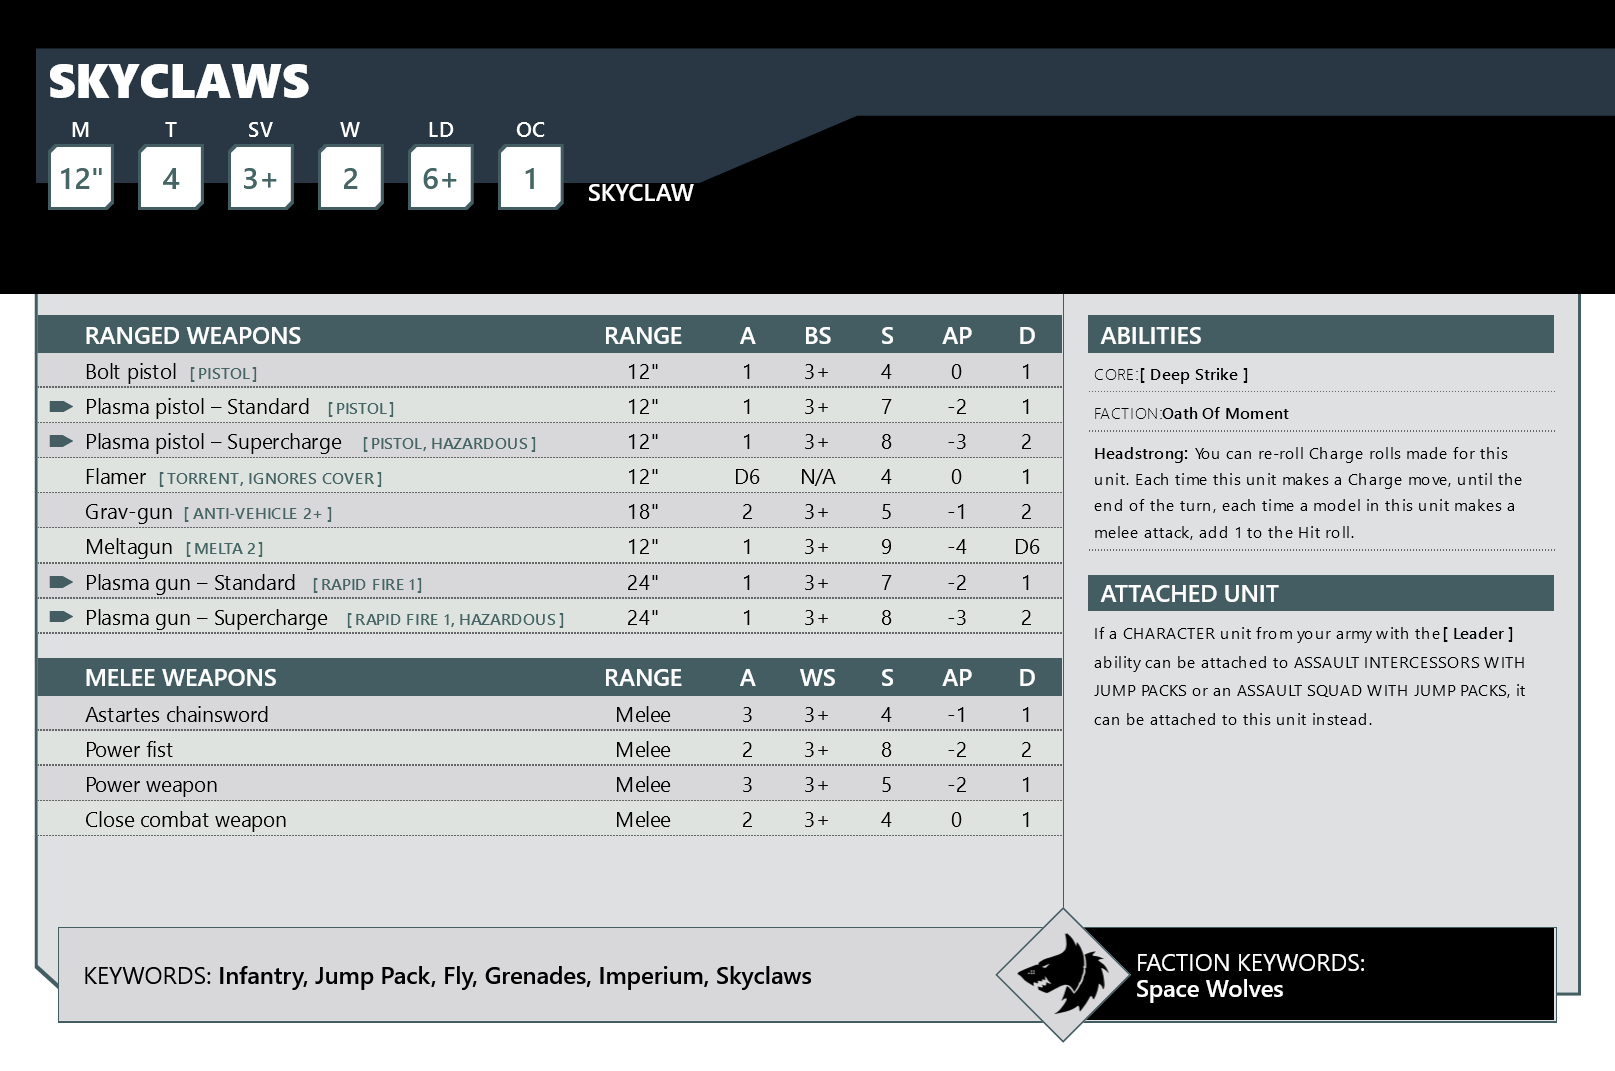 SKYCLAWS
M T SV W LD OC
12" 4 3+ 2 6+ 1 SKYCLAW
RANGED WEAPONS RANGE A BS S AP D
Bolt pistol [PISTOL] 12" 1 3+ 4 0 1
Plasma pistol – Standard [PISTOL] 12" 1 3+ 7 -2 1
Plasma pistol – Supercharge [PISTOL, HAZARDOUS] 12" 1 3+ 8 -3 2
Flamer [TORRENT, IGNORES COVER] 12" D6 N/A 4 0 1
Grav-gun [ANTI-VEHICLE 2+] 18" 2 3+ 5 -1 2
Meltagun [MELTA 2] 12" 1 3+ 9 -4 D6
Plasma gun – Standard [RAPID FIRE 1] 24" 1 3+ 7 -2 1
Plasma gun – Supercharge [RAPID FIRE 1, HAZARDOUS] 24" 1 3+ 8 -3 2
MELEE WEAPONS RANGE A WS S AP D
Astartes chainsword Melee 3 3+ 4 -1 1
Power fist Melee 2 3+ 8 -2 2
Power weapon Melee 3 3+ 5 -2 1
Close combat weapon Melee 2 3+ 4 0 1
ABILITIES
CORE:[ Deep Strike ]
FACTION:Oath Of Moment
Headstrong: You can re-roll Charge rolls made for this
unit. Each time this unit makes a Charge move, until the
end of the turn, each time a model in this unit makes a
melee attack, add 1 to the Hit roll.
ATTACHED UNIT
If a CHARACTER unit from your army with the [ Leader ]
ability can be attached to ASSAULT INTERCESSORS WITH
JUMP PACKS or an ASSAULT SQUAD WITH JUMP PACKS, it
can be attached to this unit instead.
KEYWORDS: Infantry, Jump Pack, Fly, Grenades, Imperium, Skyclaws
FACTION KEYWORDS:
Space Wolves